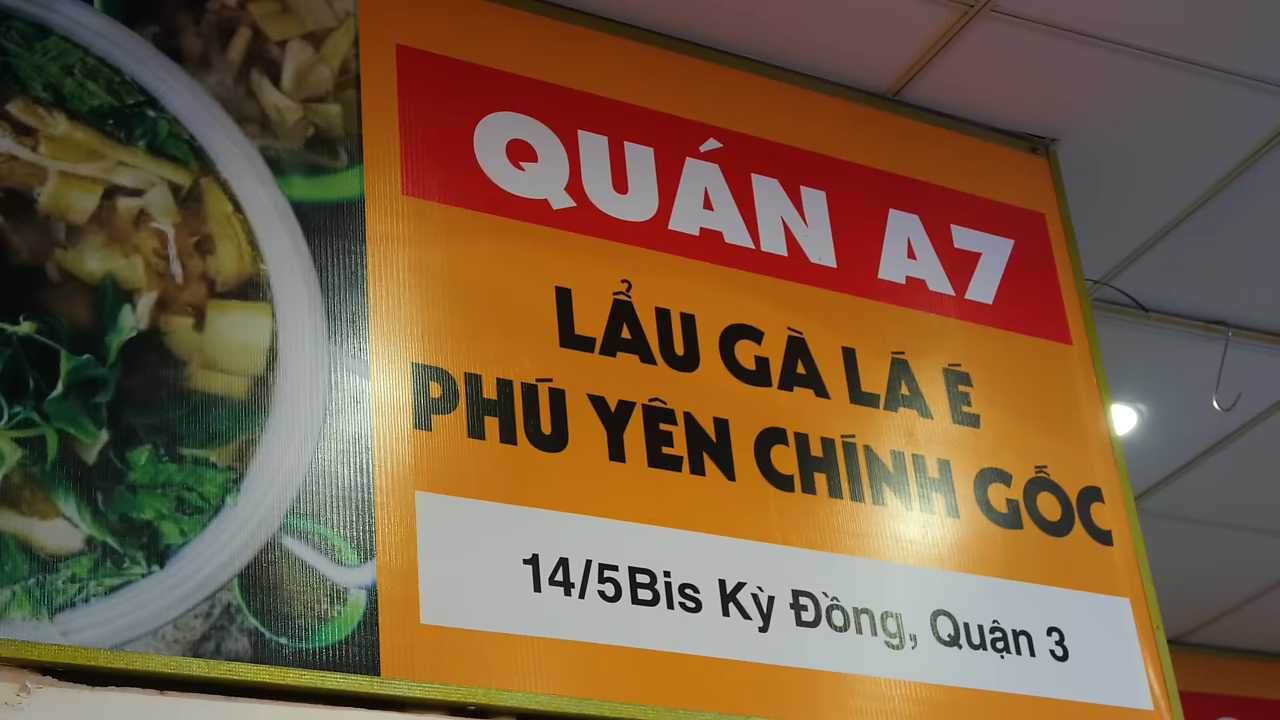 QUÁN A7
LẨU GÀ LÁ É
PHÚ YÊN CHÍNH GỐC
14/5Bis Kỳ Đồng, Quận 3